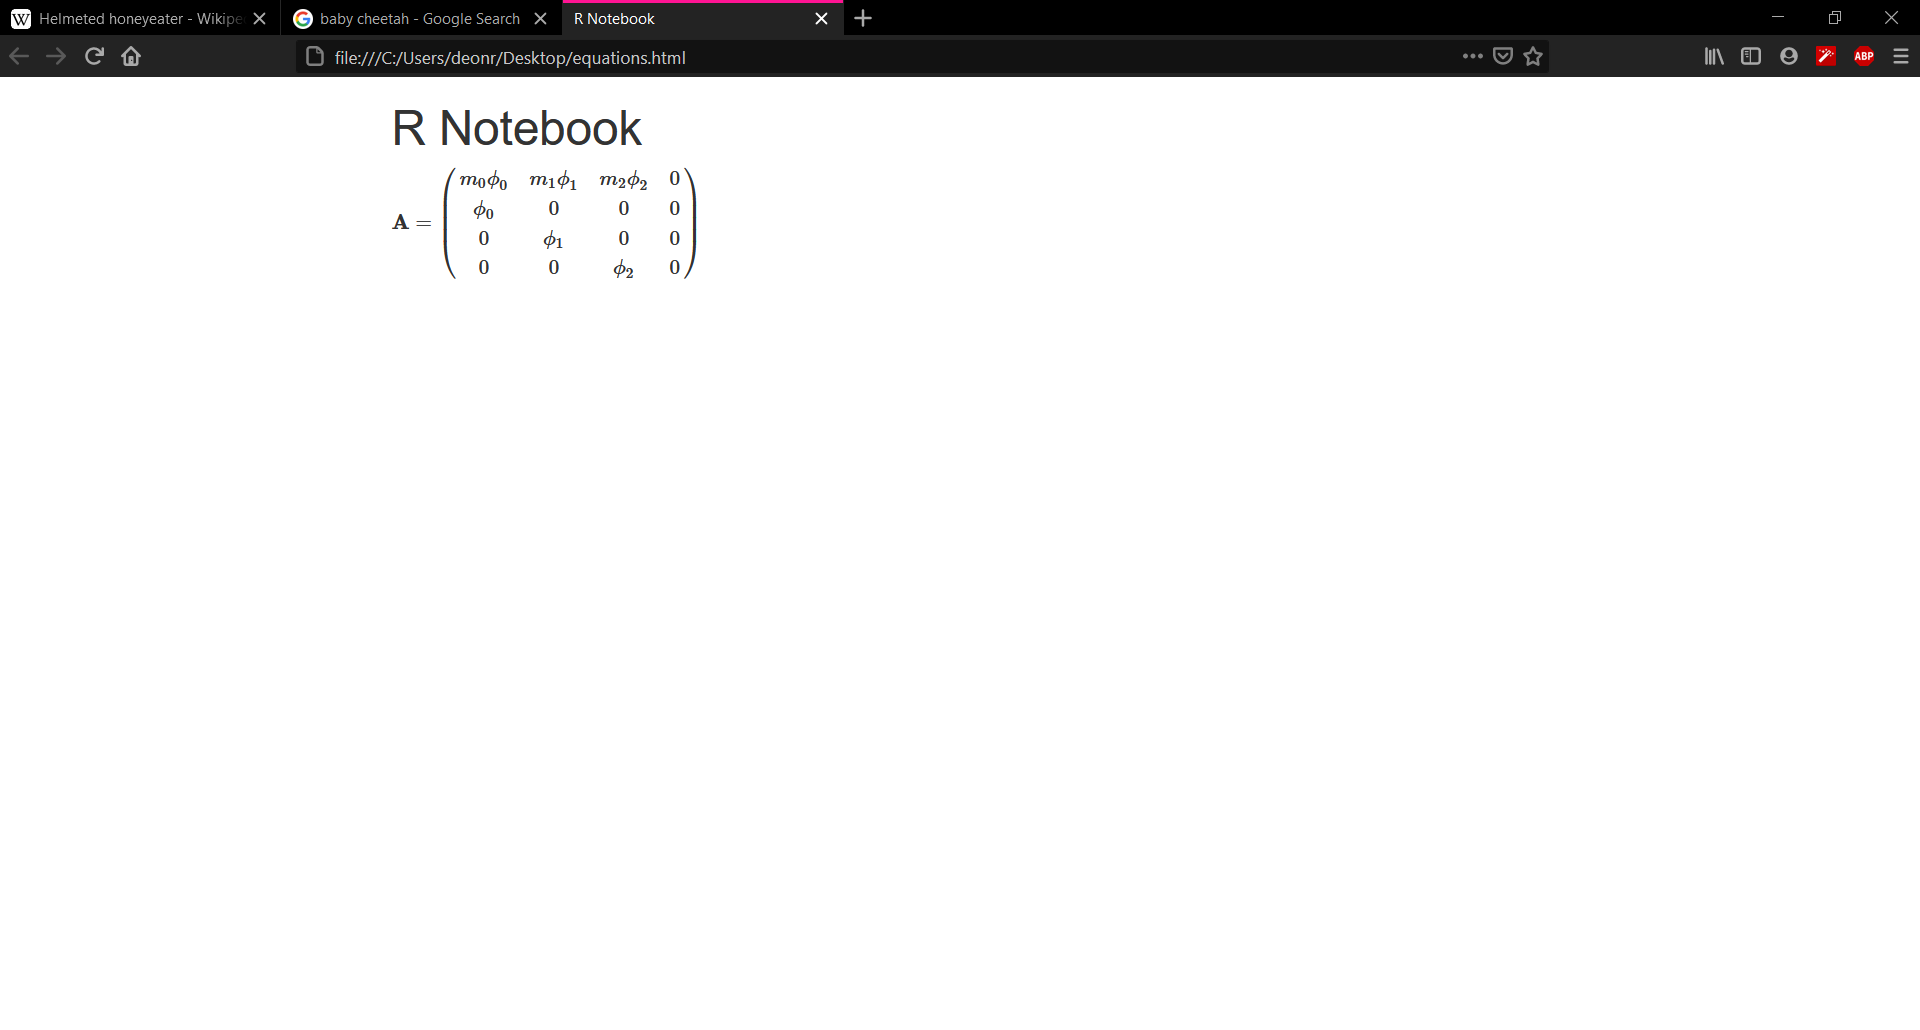 Helmeted honeyeater - Wikipe
baby cheetah - Google Search
R Notebook
file:///C:/Users/deonr/Desktop/equations.html
ABP
R Notebook
A = ( m₀ϕ₀ m₁ϕ₁ m₂ϕ₂ 0
ϕ₀ 0 0 0
0 ϕ₁ 0 0
0 0 ϕ₂ 0 )